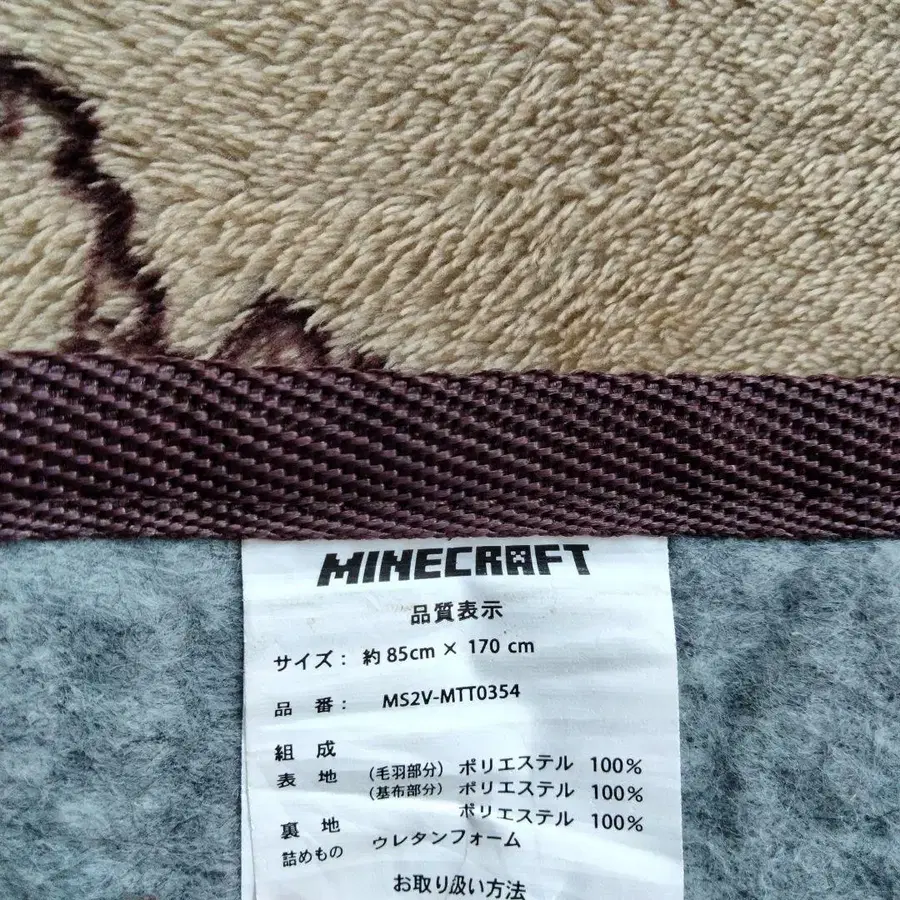 MINECRAFT
品質表示
サイズ： 約 85cm × 170 cm
品 番： MS2V-MTT0354
組 成
表 地 （毛羽部分） ポリエステル 100%
（基布部分） ポリエステル 100%
裏 地 ポリエステル 100%
詰めもの ウレタンフォーム
お取り扱い方法